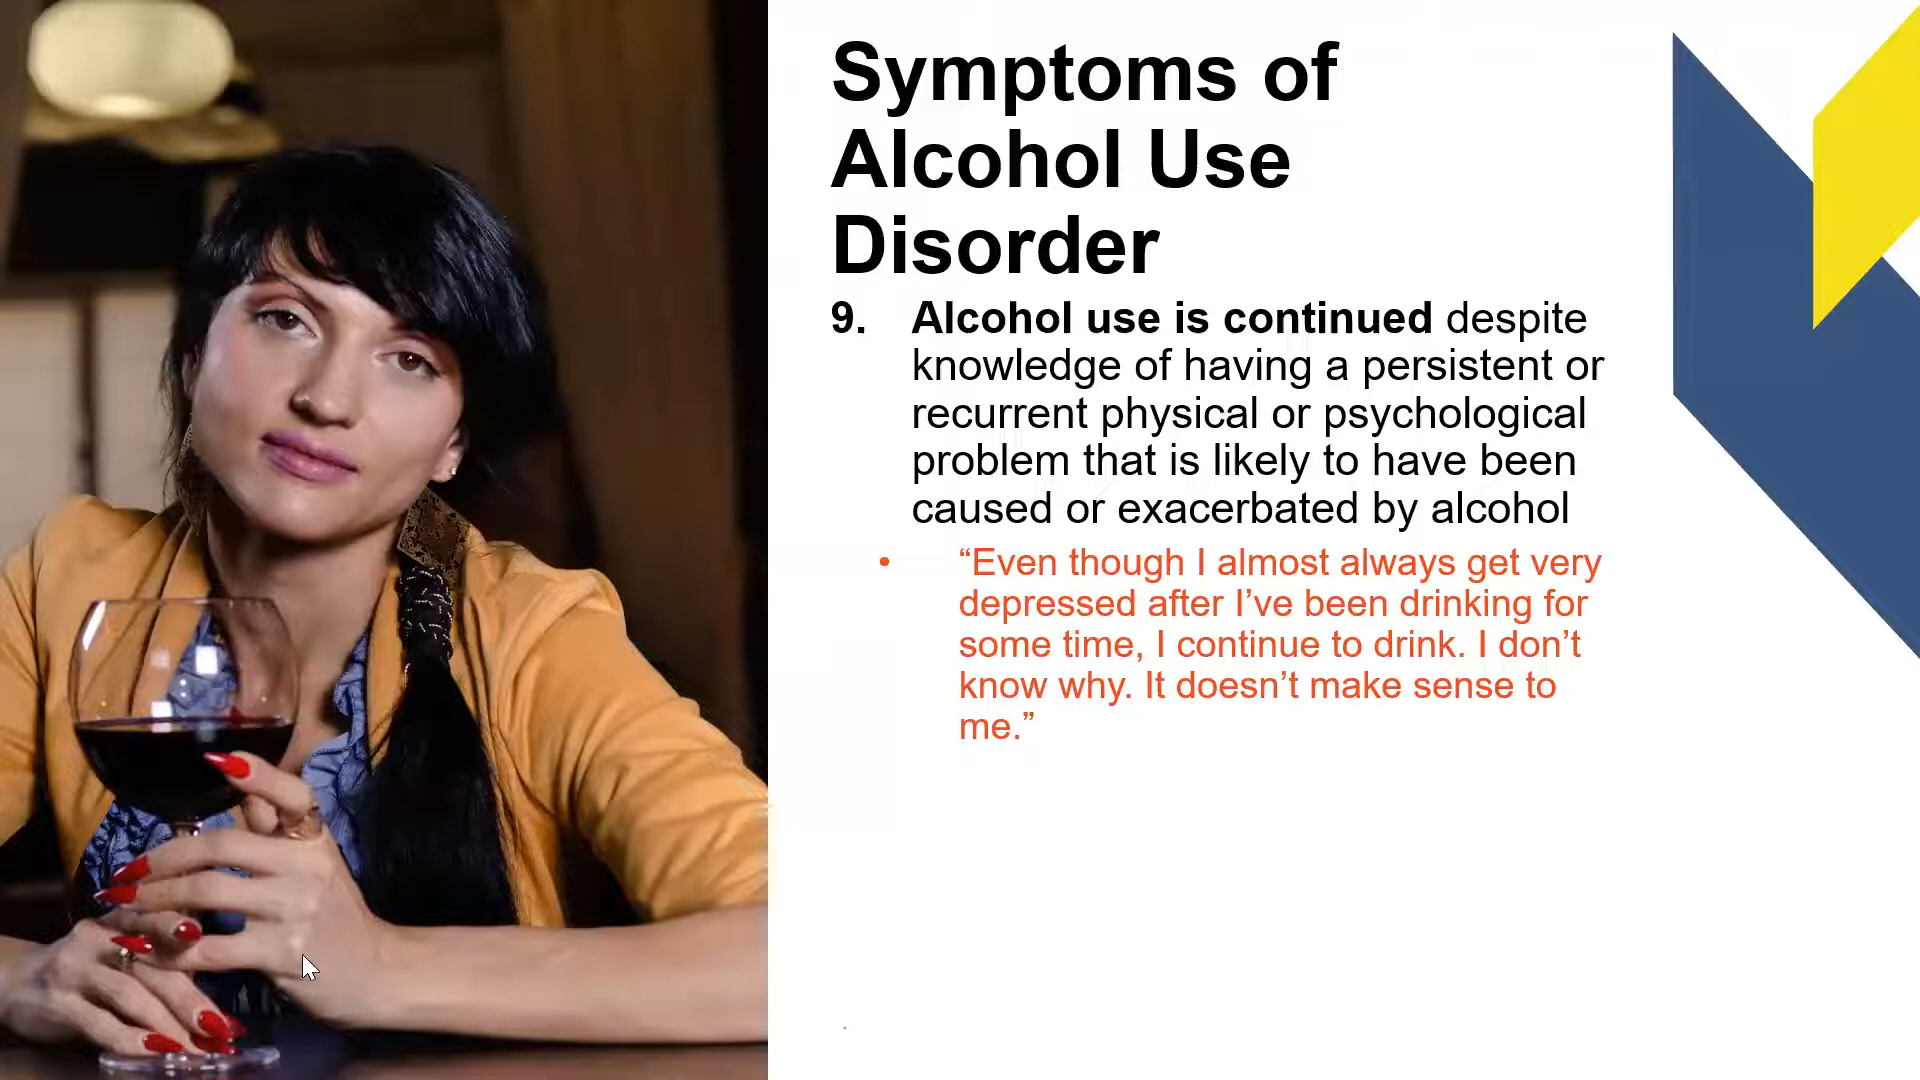 Symptoms of
Alcohol Use
Disorder
9. Alcohol use is continued despite
knowledge of having a persistent or
recurrent physical or psychological
problem that is likely to have been
caused or exacerbated by alcohol
• “Even though I almost always get very
depressed after I’ve been drinking for
some time, I continue to drink. I don’t
know why. It doesn’t make sense to
me.”